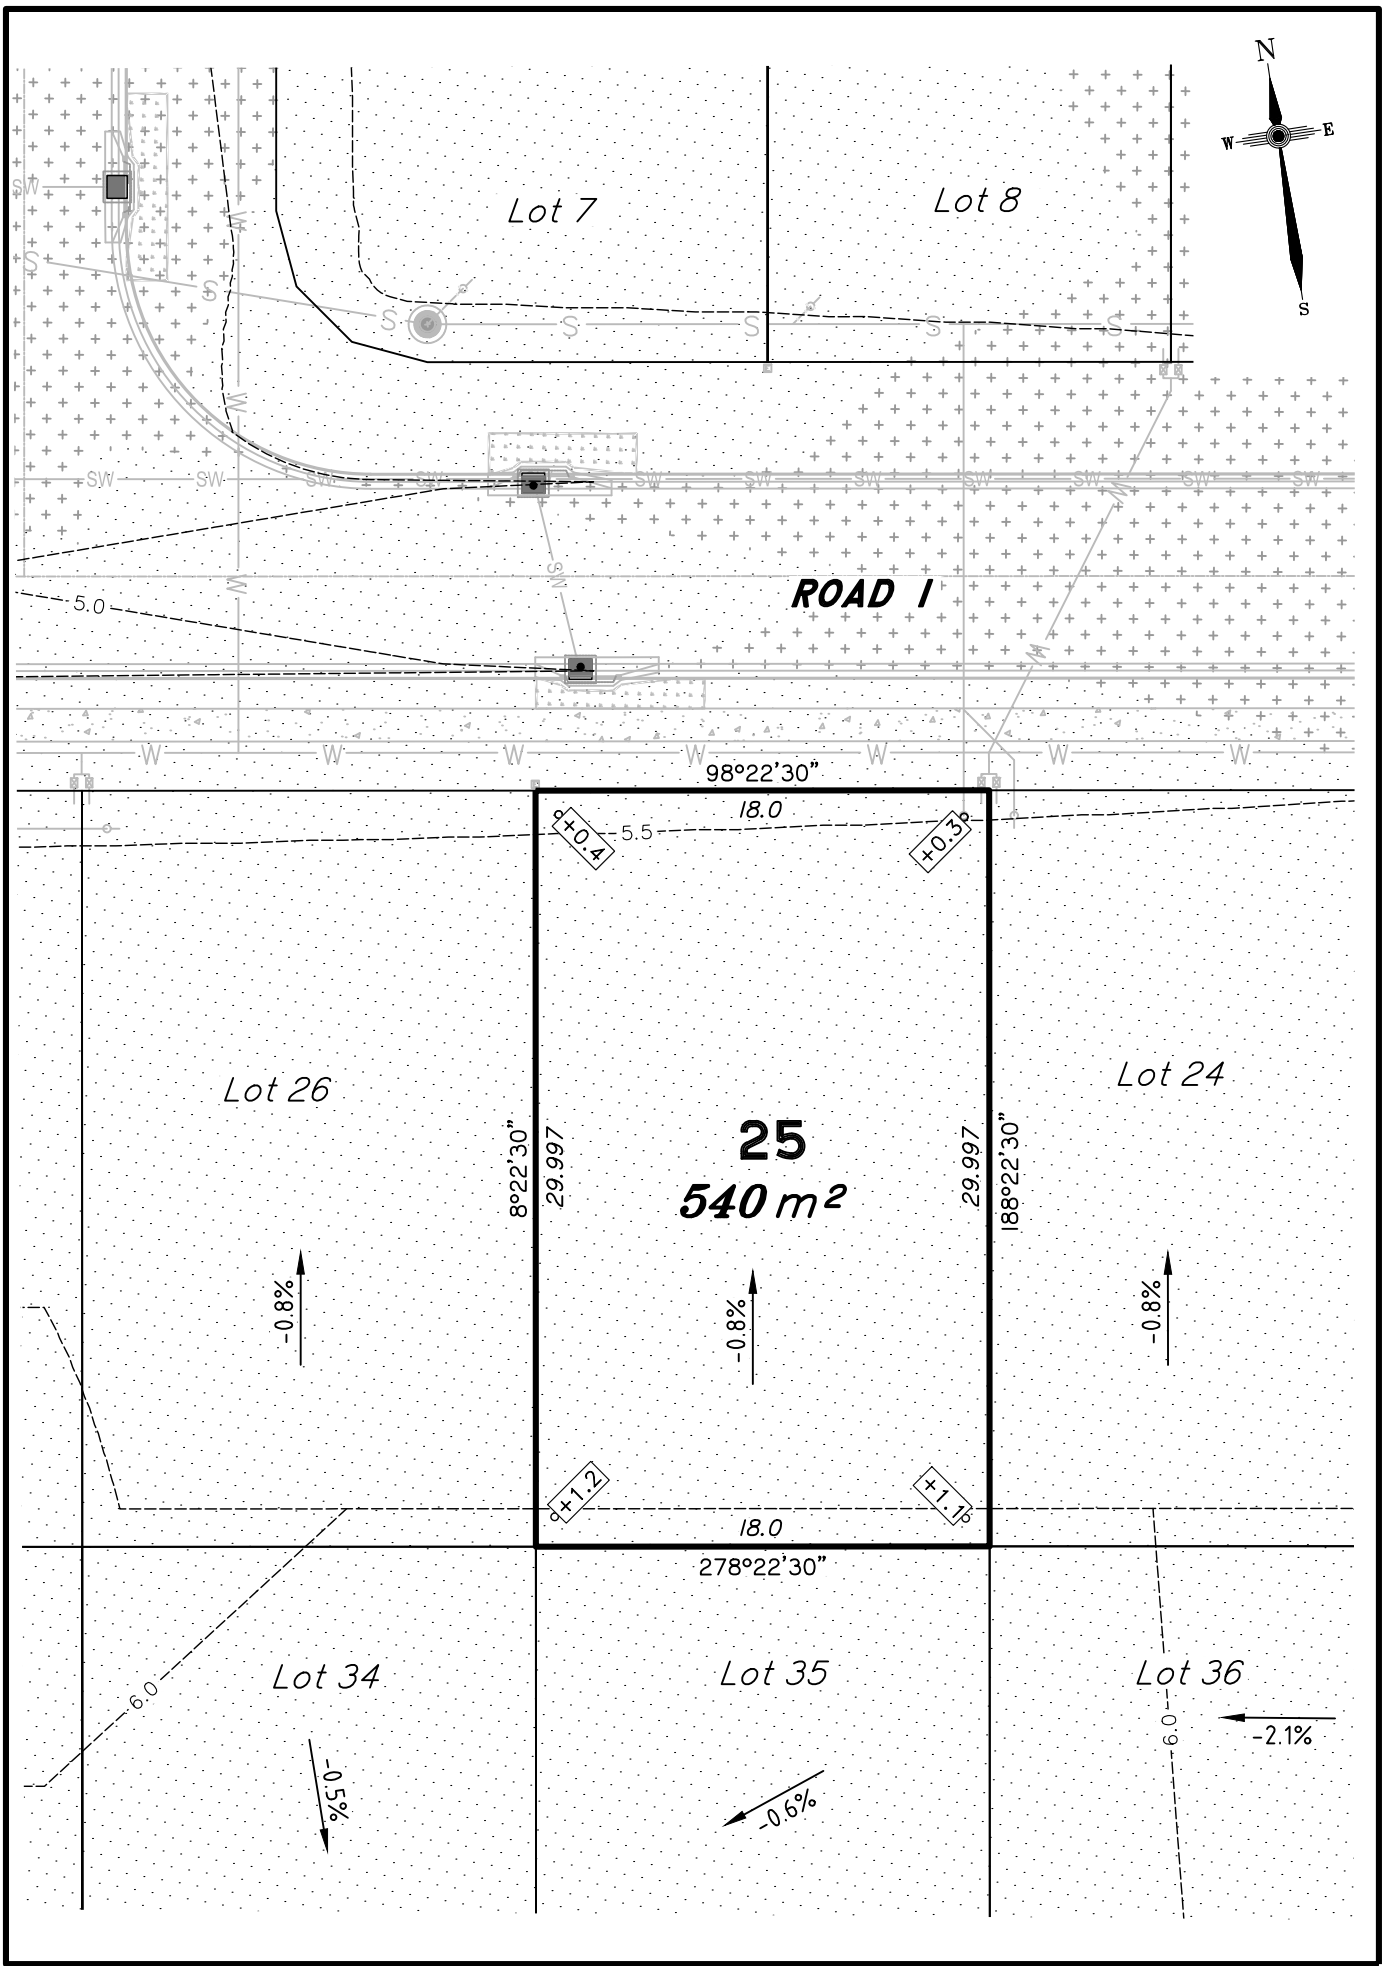 N
W
E
S
Lot 7
Lot 8
SW
W
S
S
S
S
S
S
S
W
SW
SW
SW
SW
SW
SW
SW
SW
SW
SW
SW
W
W
SW
ROAD 1
5.0
W
W
W
W
W
W
W
W
W
98°22'30"
18.0
+0.4
5.5
+0.3
Lot 26
Lot 24
8°22'30"
29.997
25
540 m²
29.997
188°22'30"
-0.8%
-0.8%
-0.8%
+1.2
+1.1
18.0
278°22'30"
Lot 34
Lot 35
Lot 36
6.0
6.0
-2.1%
-0.5%
-0.6%